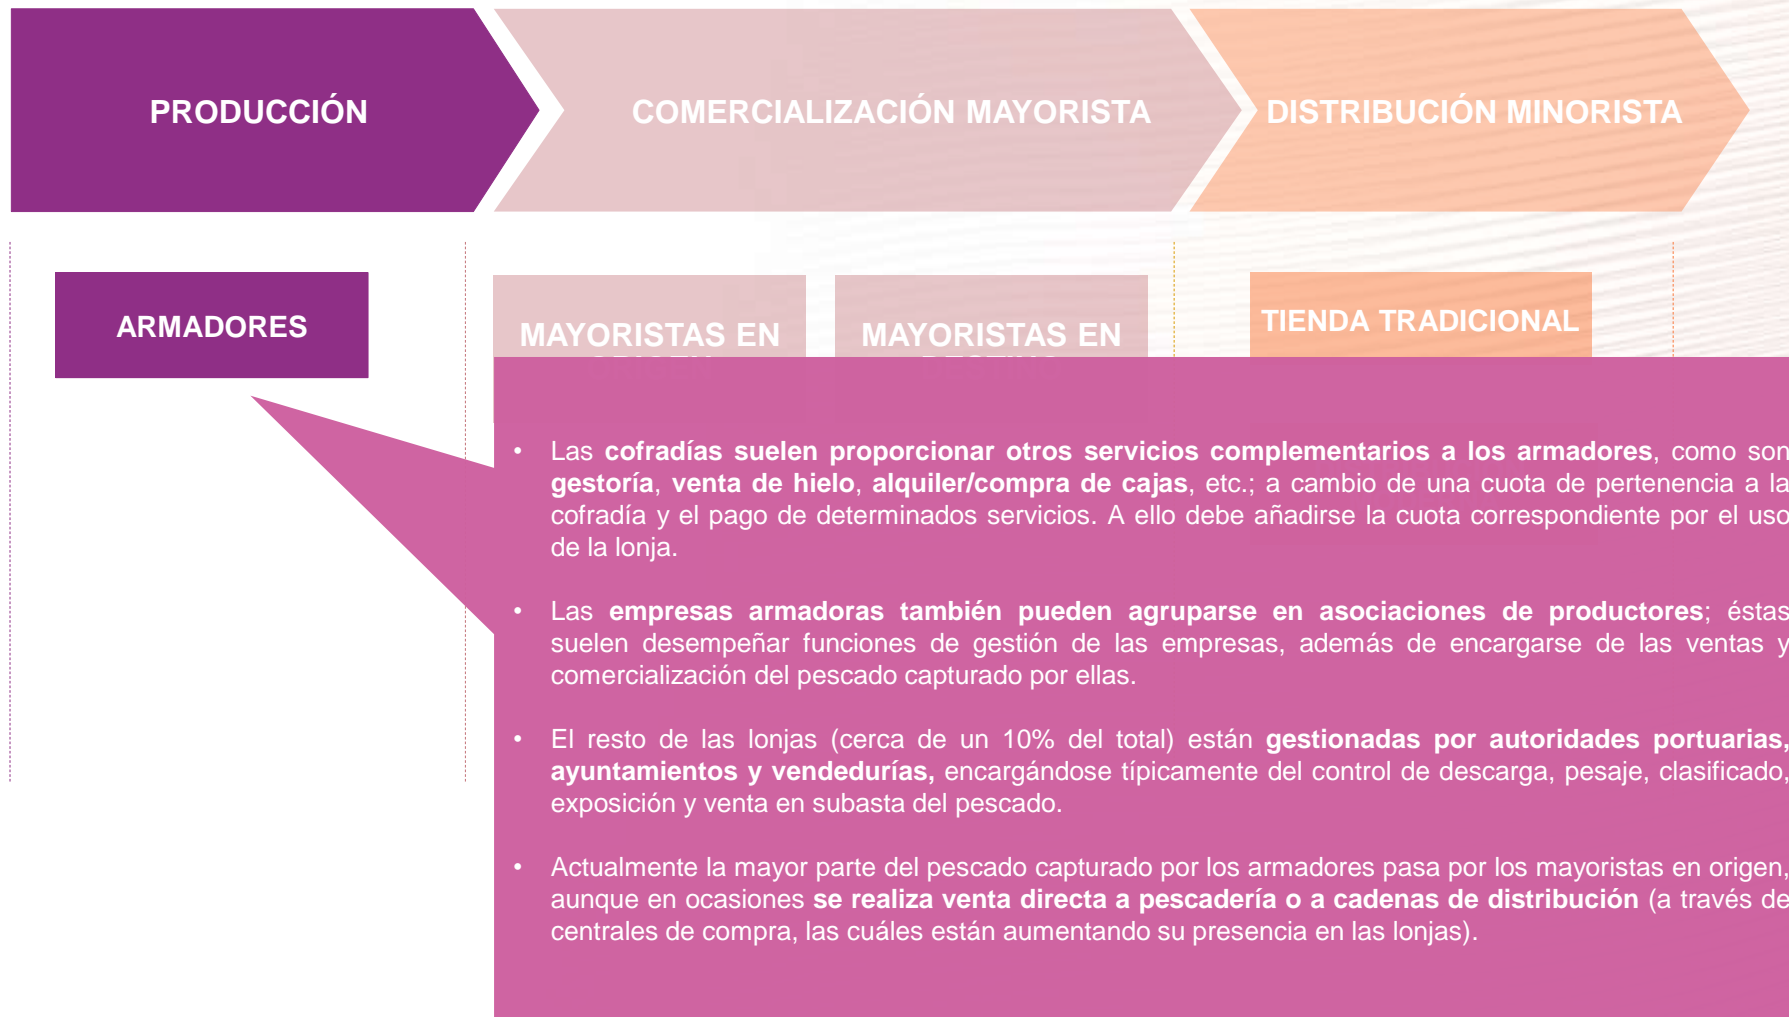 PRODUCCIÓN
COMERCIALIZACIÓN MAYORISTA
DISTRIBUCIÓN MINORISTA
ARMADORES
MAYORISTAS EN
MAYORISTAS EN
TIENDA TRADICIONAL
• Las cofradías suelen proporcionar otros servicios complementarios a los armadores, como son
gestoría, venta de hielo, alquiler/compra de cajas, etc.; a cambio de una cuota de pertenencia a la
cofradía y el pago de determinados servicios. A ello debe añadirse la cuota correspondiente por el uso
de la lonja.
• Las empresas armadoras también pueden agruparse en asociaciones de productores; éstas
suelen desempeñar funciones de gestión de las empresas, además de encargarse de las ventas y
comercialización del pescado capturado por ellas.
• El resto de las lonjas (cerca de un 10% del total) están gestionadas por autoridades portuarias,
ayuntamientos y vendedurías, encargándose típicamente del control de descarga, pesaje, clasificado,
exposición y venta en subasta del pescado.
• Actualmente la mayor parte del pescado capturado por los armadores pasa por los mayoristas en origen,
aunque en ocasiones se realiza venta directa a pescadería o a cadenas de distribución (a través de
centrales de compra, las cuáles están aumentando su presencia en las lonjas).